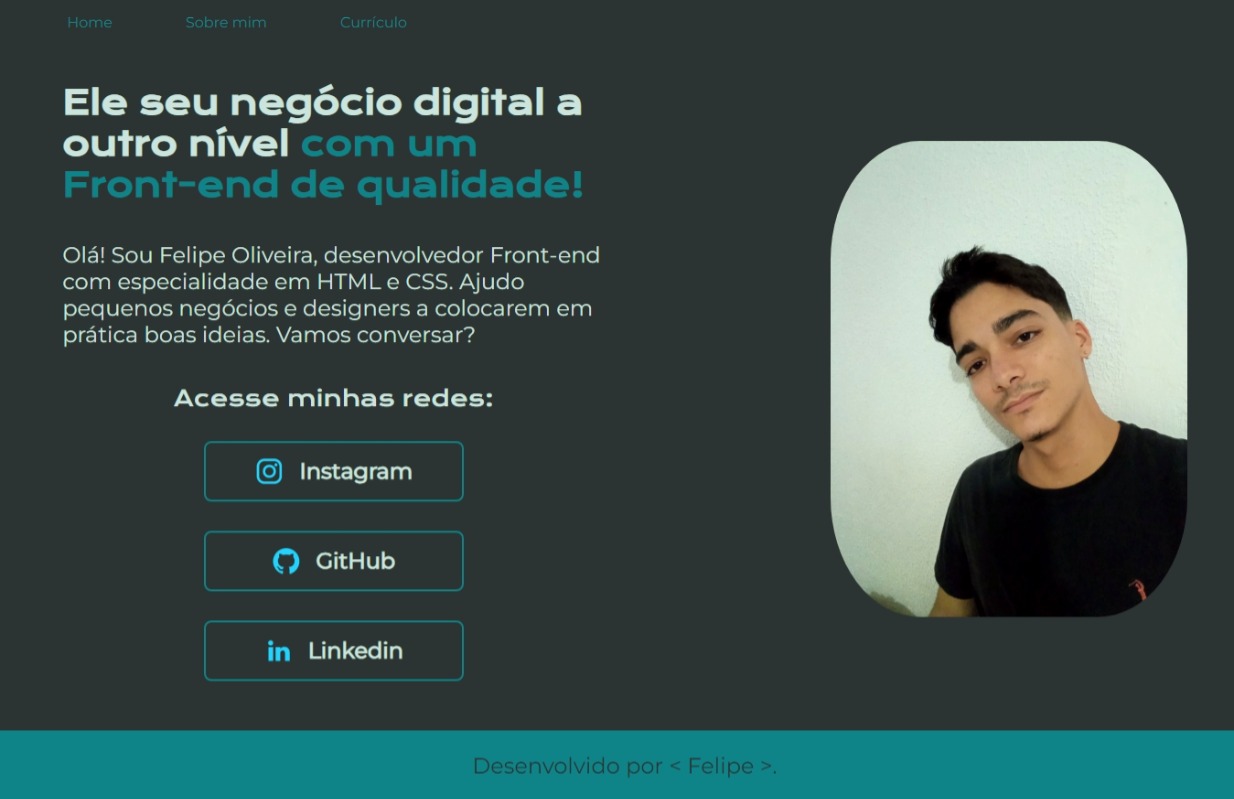 Home Sobre mim Currículo
Ele seu negócio digital a
outro nível com um
Front-end de qualidade!
Olá! Sou Felipe Oliveira, desenvolvedor Front-end
com especialidade em HTML e CSS. Ajudo
pequenos negócios e designers a colocarem em
prática boas ideias. Vamos conversar?
Acesse minhas redes:
Instagram
GitHub
in Linkedin
Desenvolvido por < Felipe >.